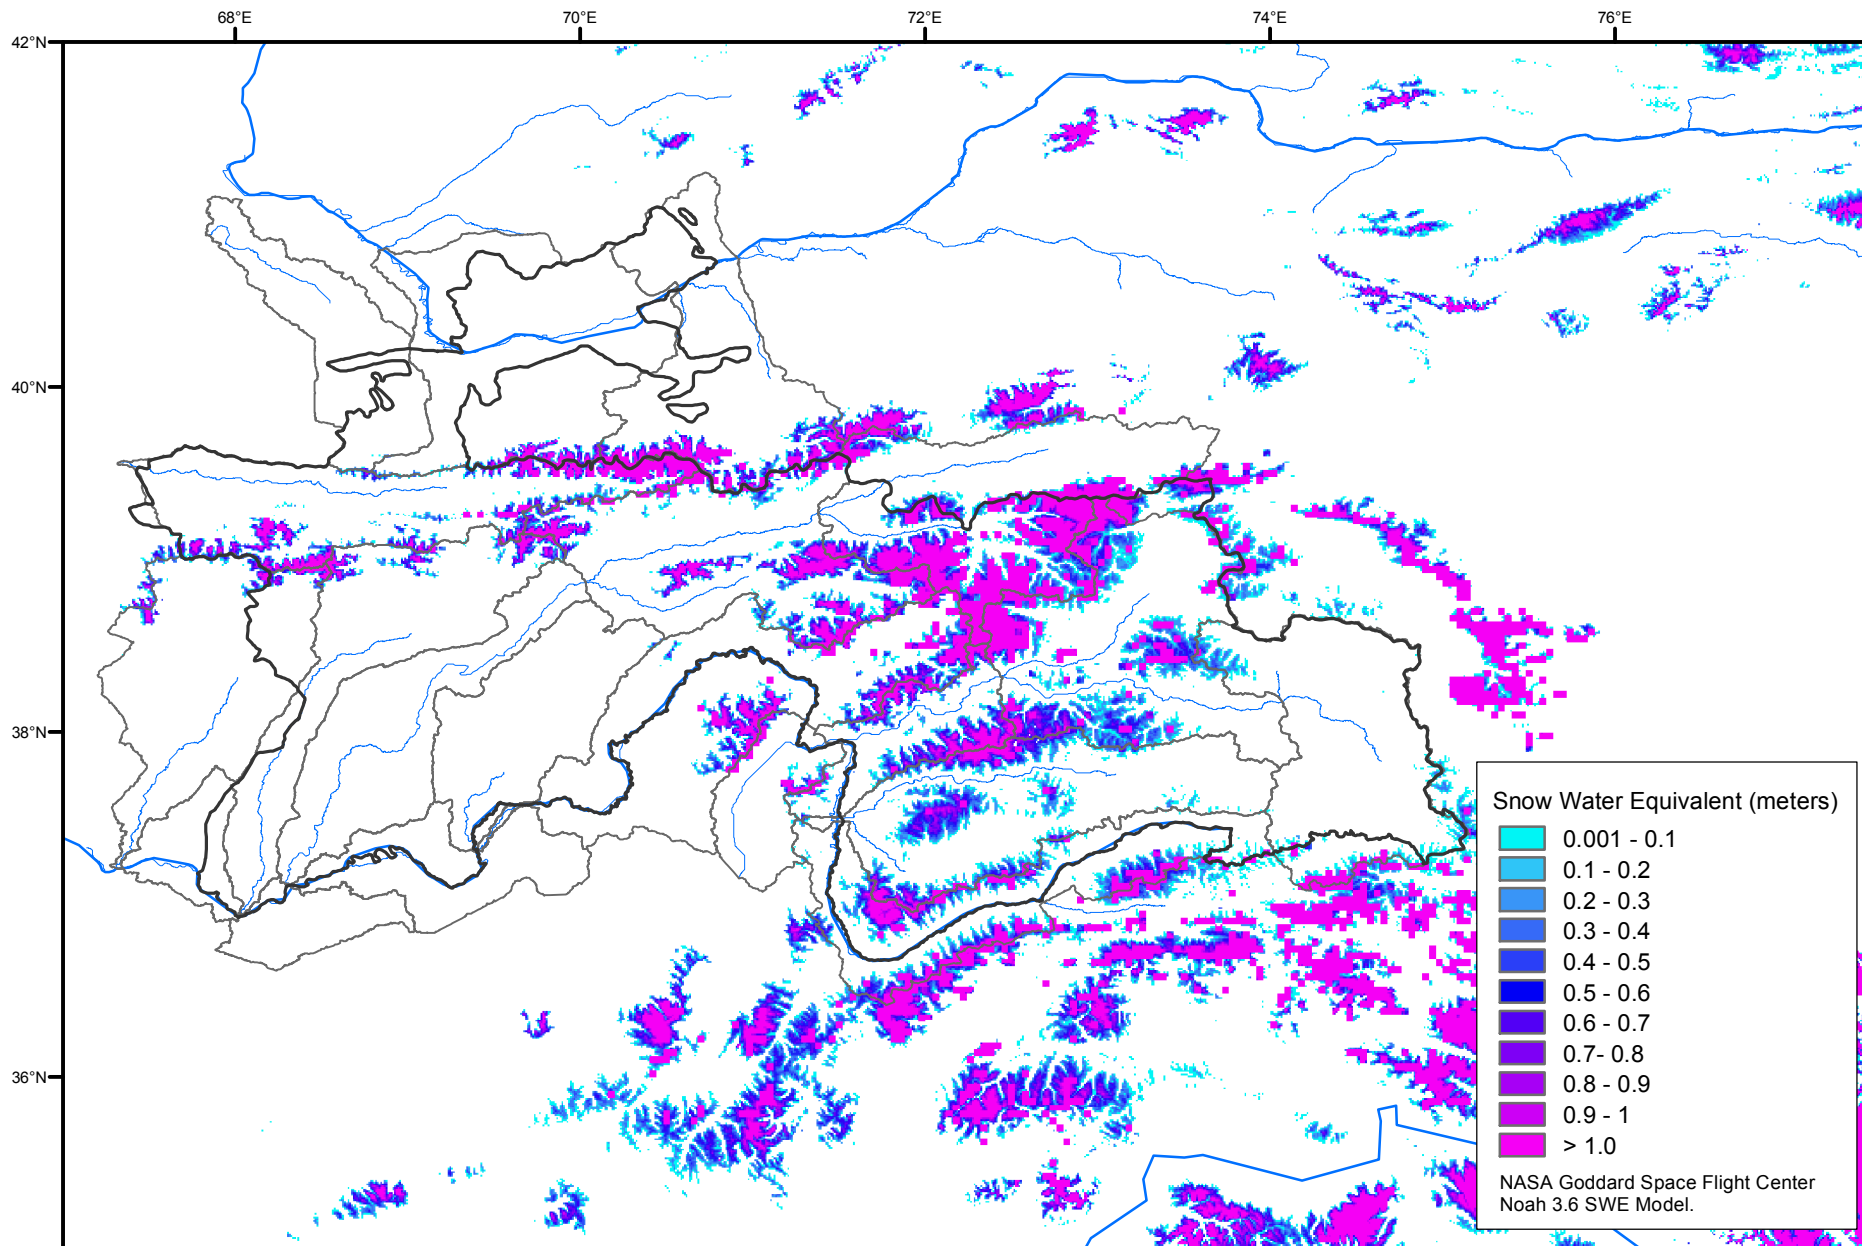 68°E 70°E 72°E 74°E 76°E
42°N
40°N
38°N
36°N
Snow Water Equivalent (meters)
0.001 - 0.1
0.1 - 0.2
0.2 - 0.3
0.3 - 0.4
0.4 - 0.5
0.5 - 0.6
0.6 - 0.7
0.7- 0.8
0.8 - 0.9
0.9 - 1
> 1.0
NASA Goddard Space Flight Center
Noah 3.6 SWE Model.